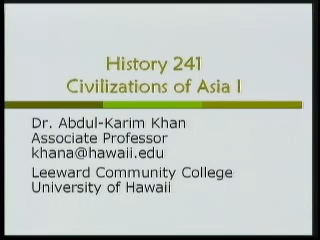 History 241
Civilizations of Asia I
Dr. Abdul-Karim Khan
Associate Professor
khana@hawaii.edu
Leeward Community College
University of Hawaii